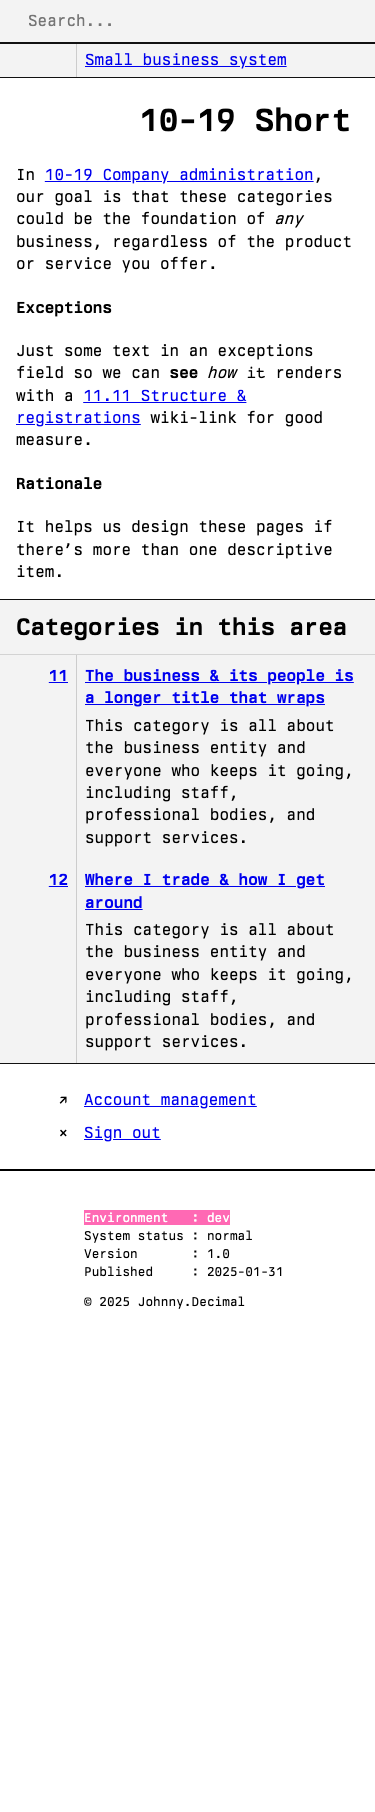 Search...
Small business system
10-19 Short
In 10-19 Company administration,
our goal is that these categories
could be the foundation of any
business, regardless of the product
or service you offer.
Exceptions
Just some text in an exceptions
field so we can see how it renders
with a 11.11 Structure &
registrations wiki-link for good
measure.
Rationale
It helps us design these pages if
there’s more than one descriptive
item.
Categories in this area
11 The business & its people is
a longer title that wraps
This category is all about
the business entity and
everyone who keeps it going,
including staff,
professional bodies, and
support services.
12 Where I trade & how I get
around
This category is all about
the business entity and
everyone who keeps it going,
including staff,
professional bodies, and
support services.
↗ Account management
× Sign out
Environment : dev
System status : normal
Version : 1.0
Published : 2025-01-31
© 2025 Johnny.Decimal